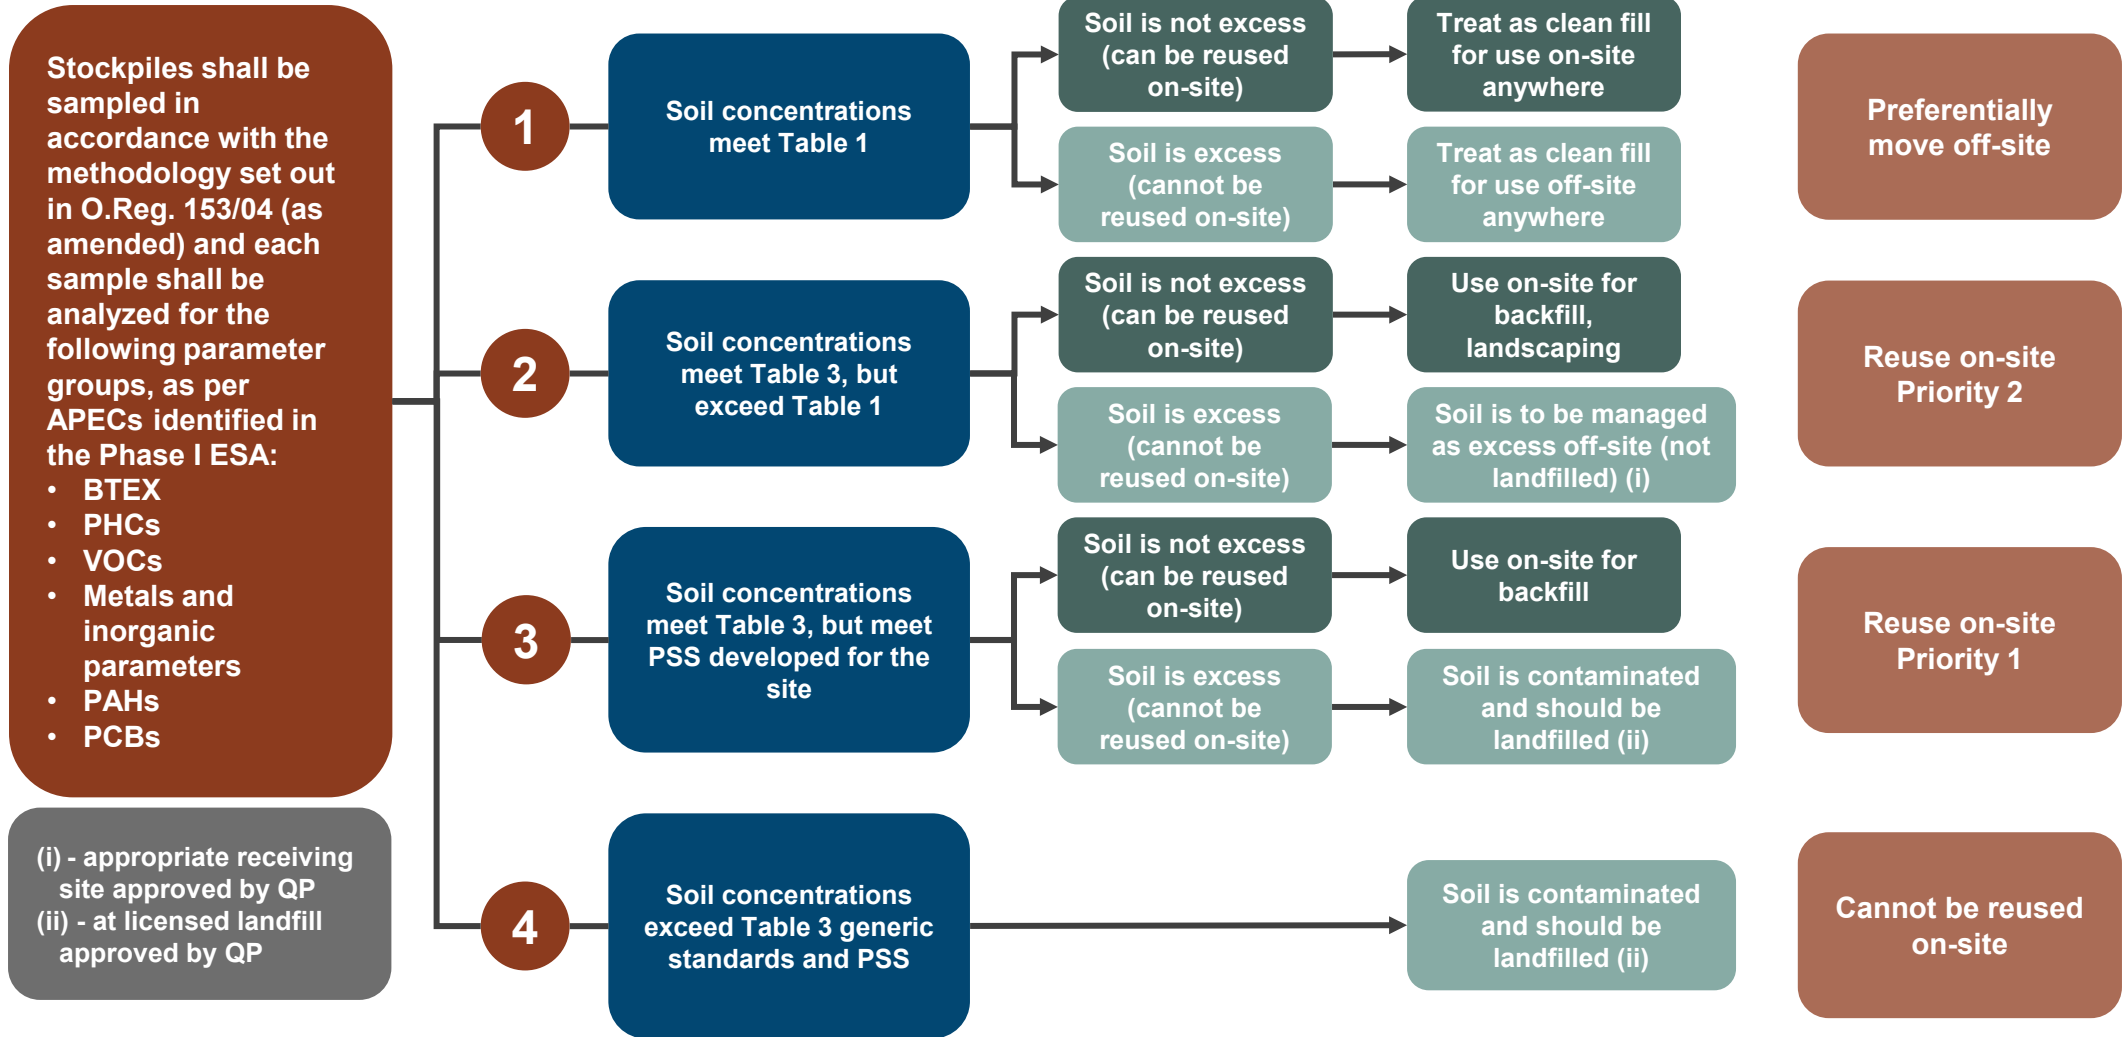 Stockpiles shall be
sampled in
accordance with the
methodology set out
in O.Reg. 153/04 (as
amended) and each
sample shall be
analyzed for the
following parameter
groups, as per
APECs identified in
the Phase I ESA:
• BTEX
• PHCs
• VOCs
• Metals and
inorganic
parameters
• PAHs
• PCBs
(i) - appropriate receiving
site approved by QP
(ii) - at licensed landfill
approved by QP
1
Soil concentrations
meet Table 1
Soil is not excess
(can be reused
on-site)
Treat as clean fill
for use on-site
anywhere
Soil is excess
(cannot be
reused on-site)
Treat as clean fill
for use off-site
anywhere
Preferentially
move off-site
2
Soil concentrations
meet Table 3, but
exceed Table 1
Soil is not excess
(can be reused
on-site)
Use on-site for
backfill,
landscaping
Soil is excess
(cannot be
reused on-site)
Soil is to be managed
as excess off-site (not
landfilled) (i)
Reuse on-site
Priority 2
3
Soil concentrations
meet Table 3, but meet
PSS developed for the
site
Soil is not excess
(can be reused
on-site)
Use on-site for
backfill
Soil is excess
(cannot be
reused on-site)
Soil is contaminated
and should be
landfilled (ii)
Reuse on-site
Priority 1
4
Soil concentrations
exceed Table 3 generic
standards and PSS
Soil is contaminated
and should be
landfilled (ii)
Cannot be reused
on-site